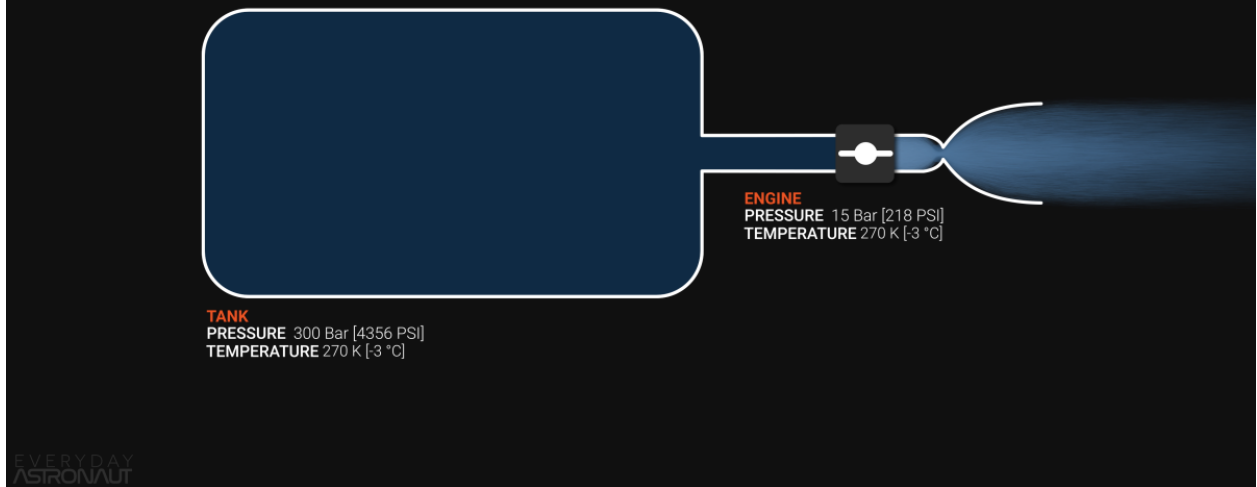 ENGINE
PRESSURE 15 Bar [218 PSI]
TEMPERATURE 270 K [-3 °C]
TANK
PRESSURE 300 Bar [4356 PSI]
TEMPERATURE 270 K [-3 °C]
EVERYDAY
ASTRONAUT